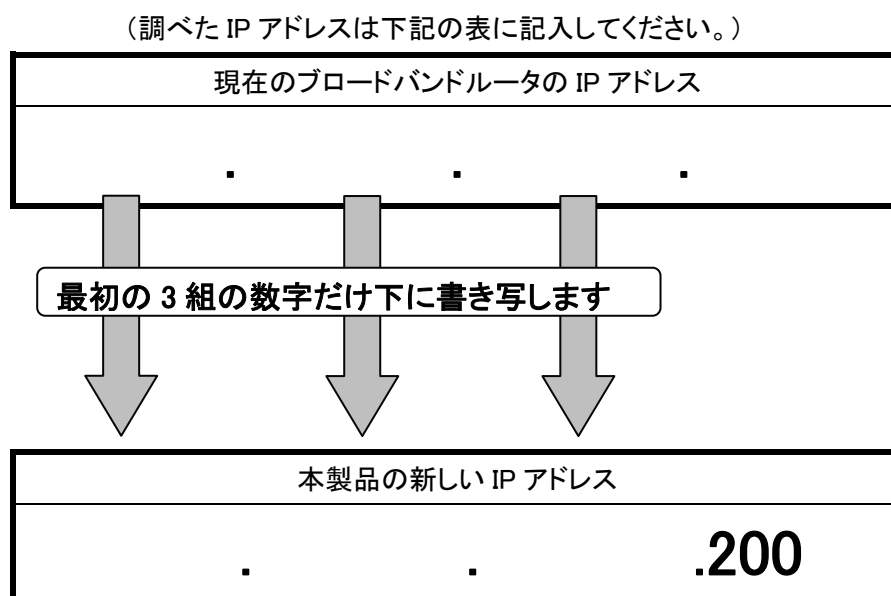 （調べた IP アドレスは下記の表に記入してください。）
現在のブロードバンドルータの IP アドレス
. . .
最初の 3 組の数字だけ下に書き写します
本製品の新しい IP アドレス
. . .200